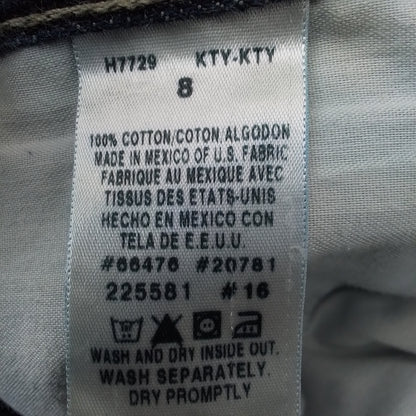 H7729 KTY-KTY
8
100% COTTON/COTON ALGODON
MADE IN MEXICO OF U.S. FABRIC
FABRIQUE AU MEXIQUE AVEC
TISSUS DES ETATS-UNIS
HECHO EN MEXICO CON
TELA DE E.E.U.U.
#66476 #20781
225581 #16
WASH AND DRY INSIDE OUT.
WASH SEPARATELY.
DRY PROMPTLY